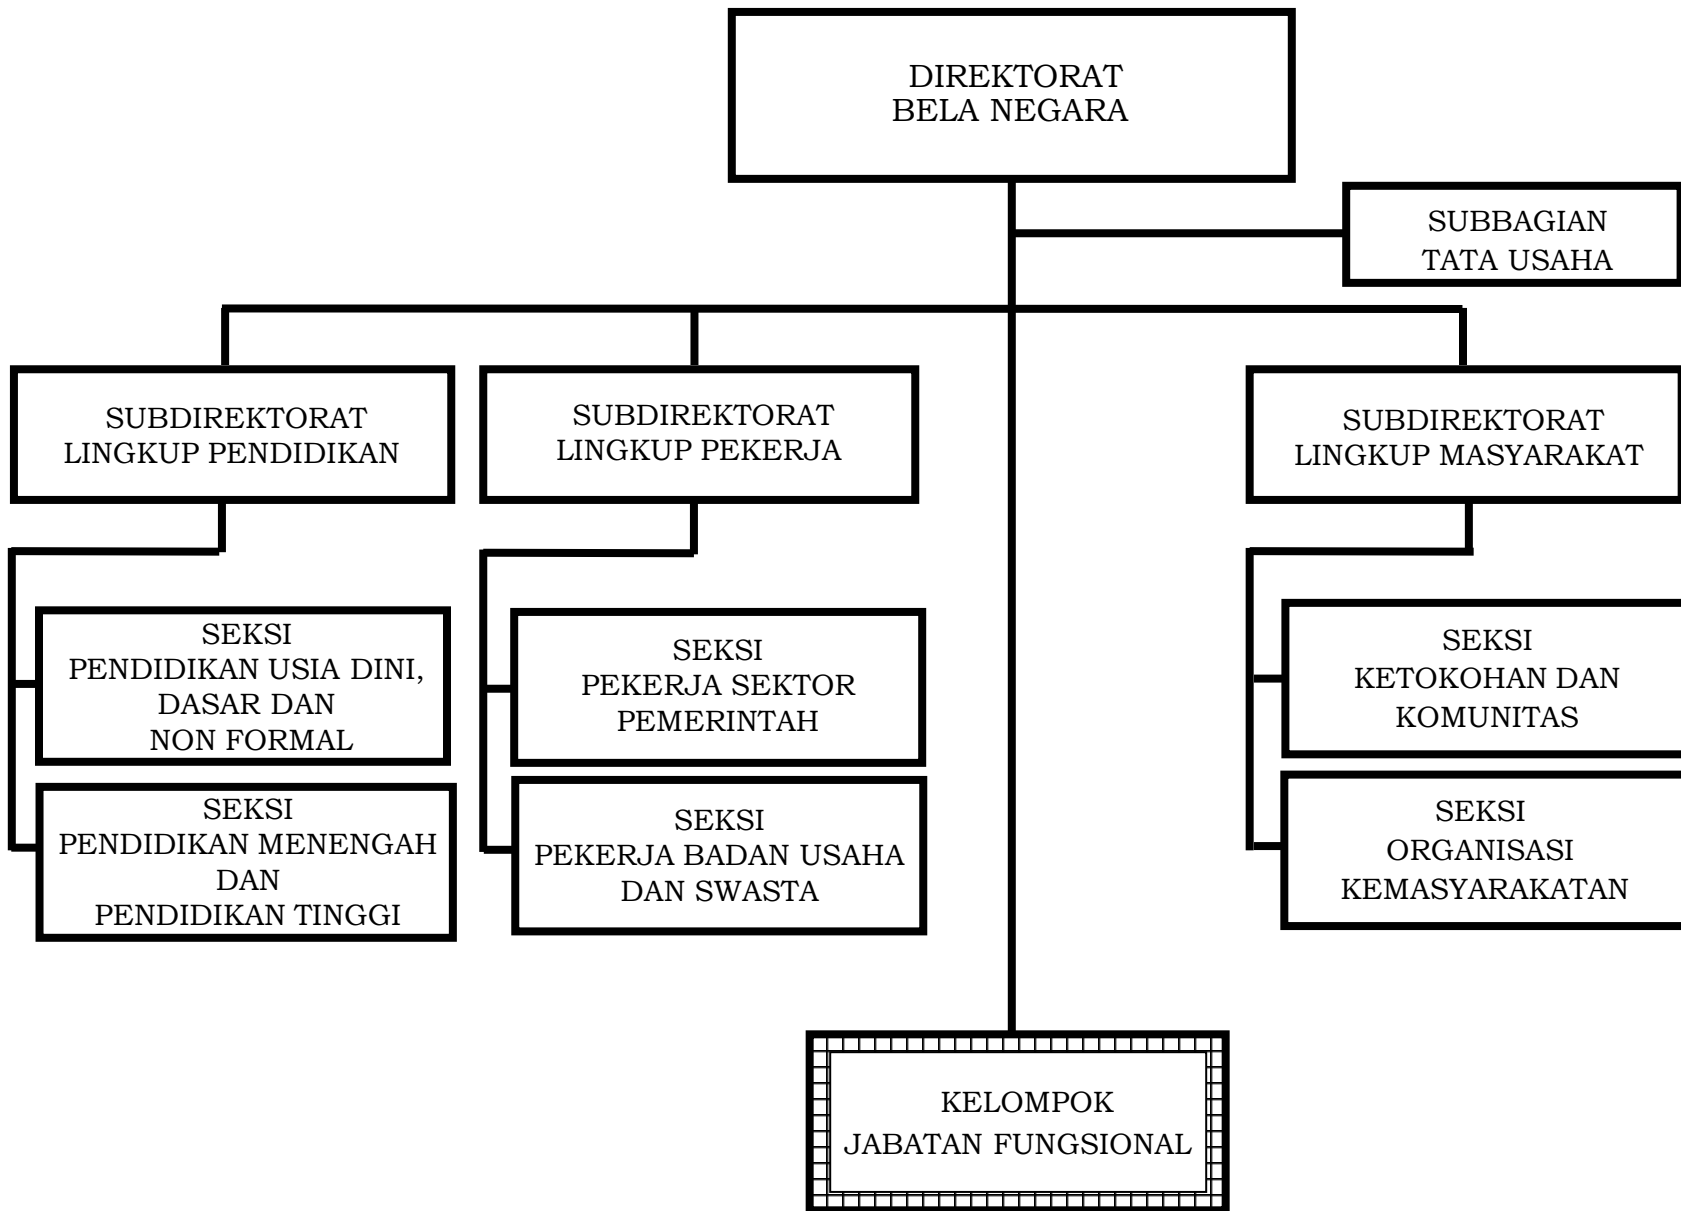 DIREKTORAT
BELA NEGARA
SUBBAGIAN
TATA USAHA
SUBDIREKTORAT
LINGKUP PENDIDIKAN
SUBDIREKTORAT
LINGKUP PEKERJA
SUBDIREKTORAT
LINGKUP MASYARAKAT
SEKSI
PENDIDIKAN USIA DINI,
DASAR DAN
NON FORMAL
SEKSI
PEKERJA SEKTOR
PEMERINTAH
SEKSI
KETOKOHAN DAN
KOMUNITAS
SEKSI
PENDIDIKAN MENENGAH
DAN
PENDIDIKAN TINGGI
SEKSI
PEKERJA BADAN USAHA
DAN SWASTA
SEKSI
ORGANISASI
KEMASYARAKATAN
KELOMPOK
JABATAN FUNGSIONAL